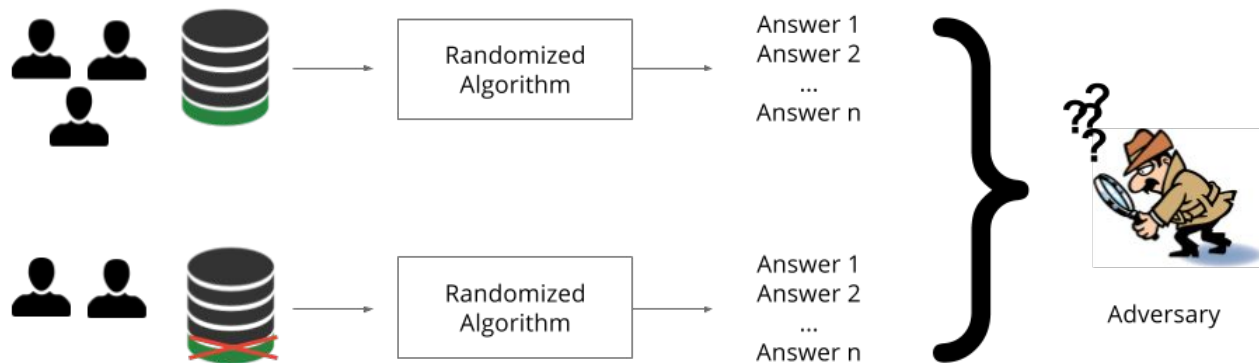 Randomized
Algorithm
Answer 1
Answer 2
...
Answer n
????
Randomized
Algorithm
Answer 1
Answer 2
...
Answer n
Adversary